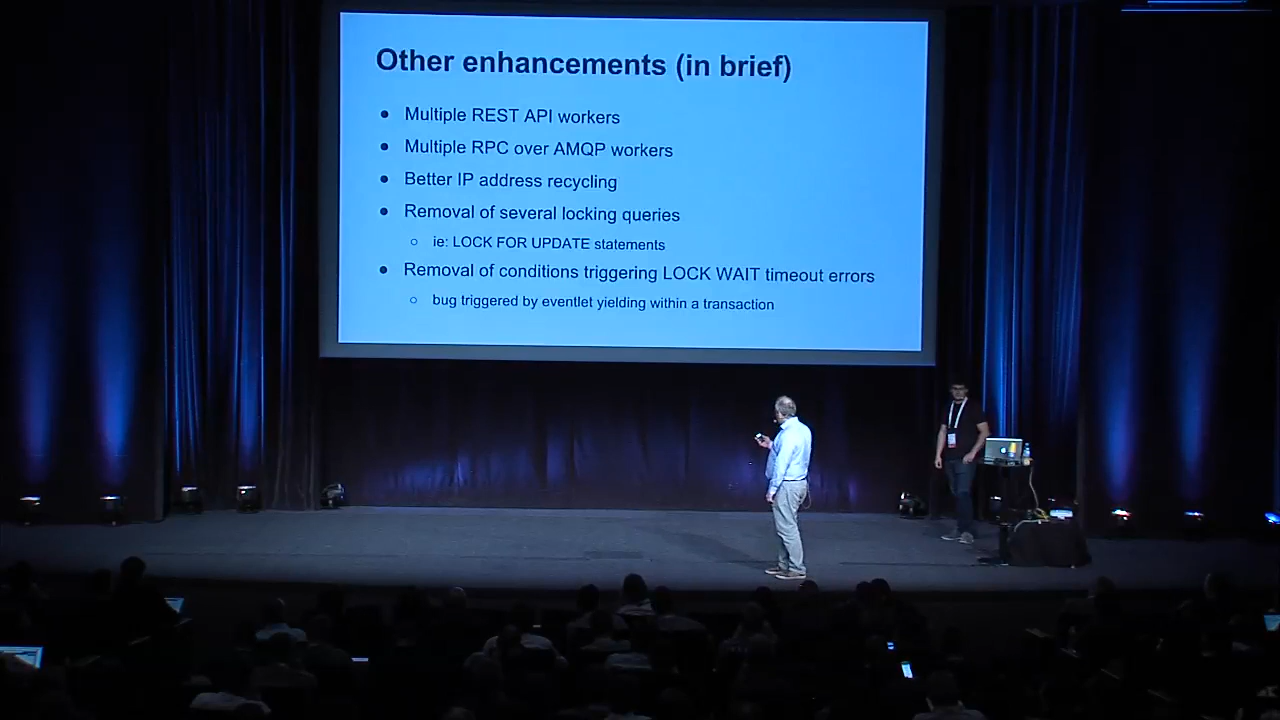 Other enhancements (in brief)
● Multiple REST API workers
● Multiple RPC over AMQP workers
● Better IP address recycling
● Removal of several locking queries
○ ie: LOCK FOR UPDATE statements
● Removal of conditions triggering LOCK WAIT timeout errors
○ bug triggered by eventlet yielding within a transaction